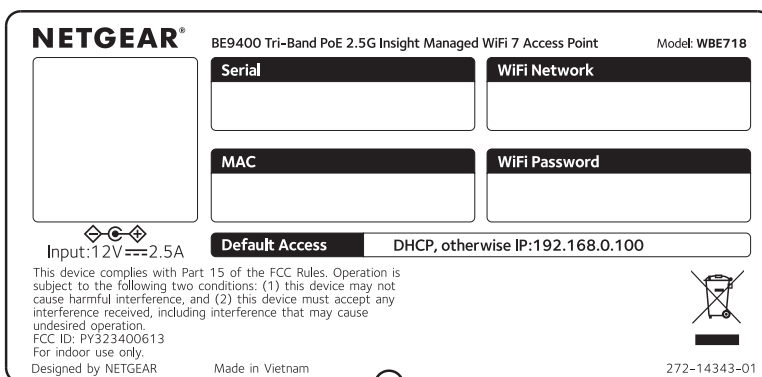 NETGEAR®
BE9400 Tri-Band PoE 2.5G Insight Managed WiFi 7 Access Point
Model: WBE718
Serial
WiFi Network
MAC
WiFi Password
Input:12V⎓2.5A
Default Access
DHCP, otherwise IP:192.168.0.100
This device complies with Part 15 of the FCC Rules. Operation is
subject to the following two conditions: (1) this device may not
cause harmful interference, and (2) this device must accept any
interference received, including interference that may cause
undesired operation.
FCC ID: PY323400613
For indoor use only.
Designed by NETGEAR
Made in Vietnam
272-14343-01